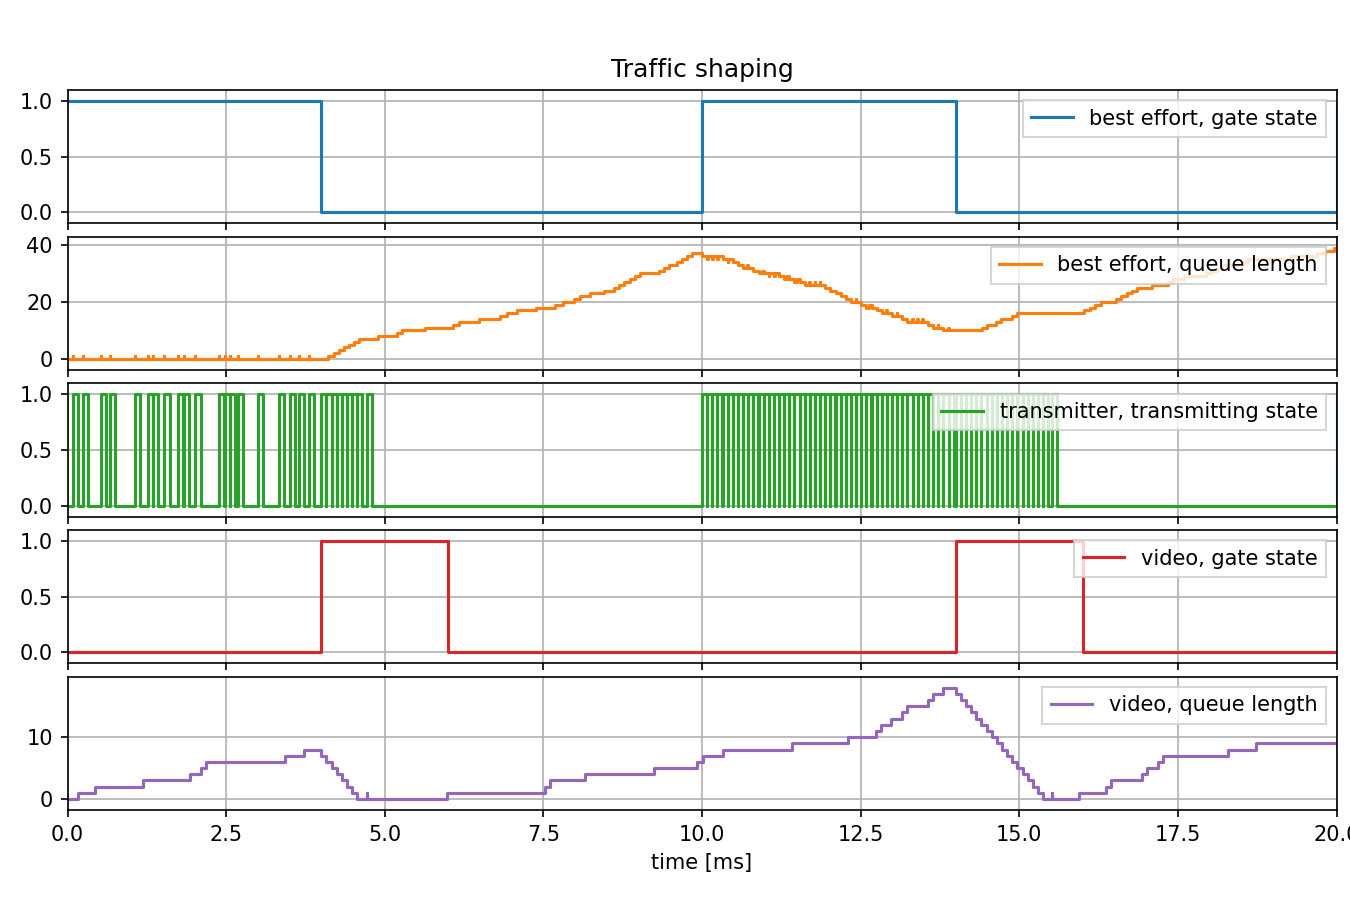 Traffic shaping
1.0
0.5
0.0
best effort, gate state
40
20
0
best effort, queue length
1.0
0.5
0.0
transmitter, transmitting state
1.0
0.5
0.0
video, gate state
10
0
video, queue length
0.0 2.5 5.0 7.5 10.0 12.5 15.0 17.5 20.0
time [ms]